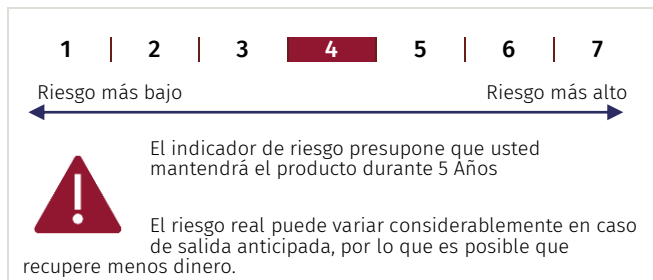 1 2 3 4 5 6 7
Riesgo más bajo Riesgo más alto
El indicador de riesgo presupone que usted
mantendrá el producto durante 5 Años
El riesgo real puede variar considerablemente en caso
de salida anticipada, por lo que es posible que
recupere menos dinero.